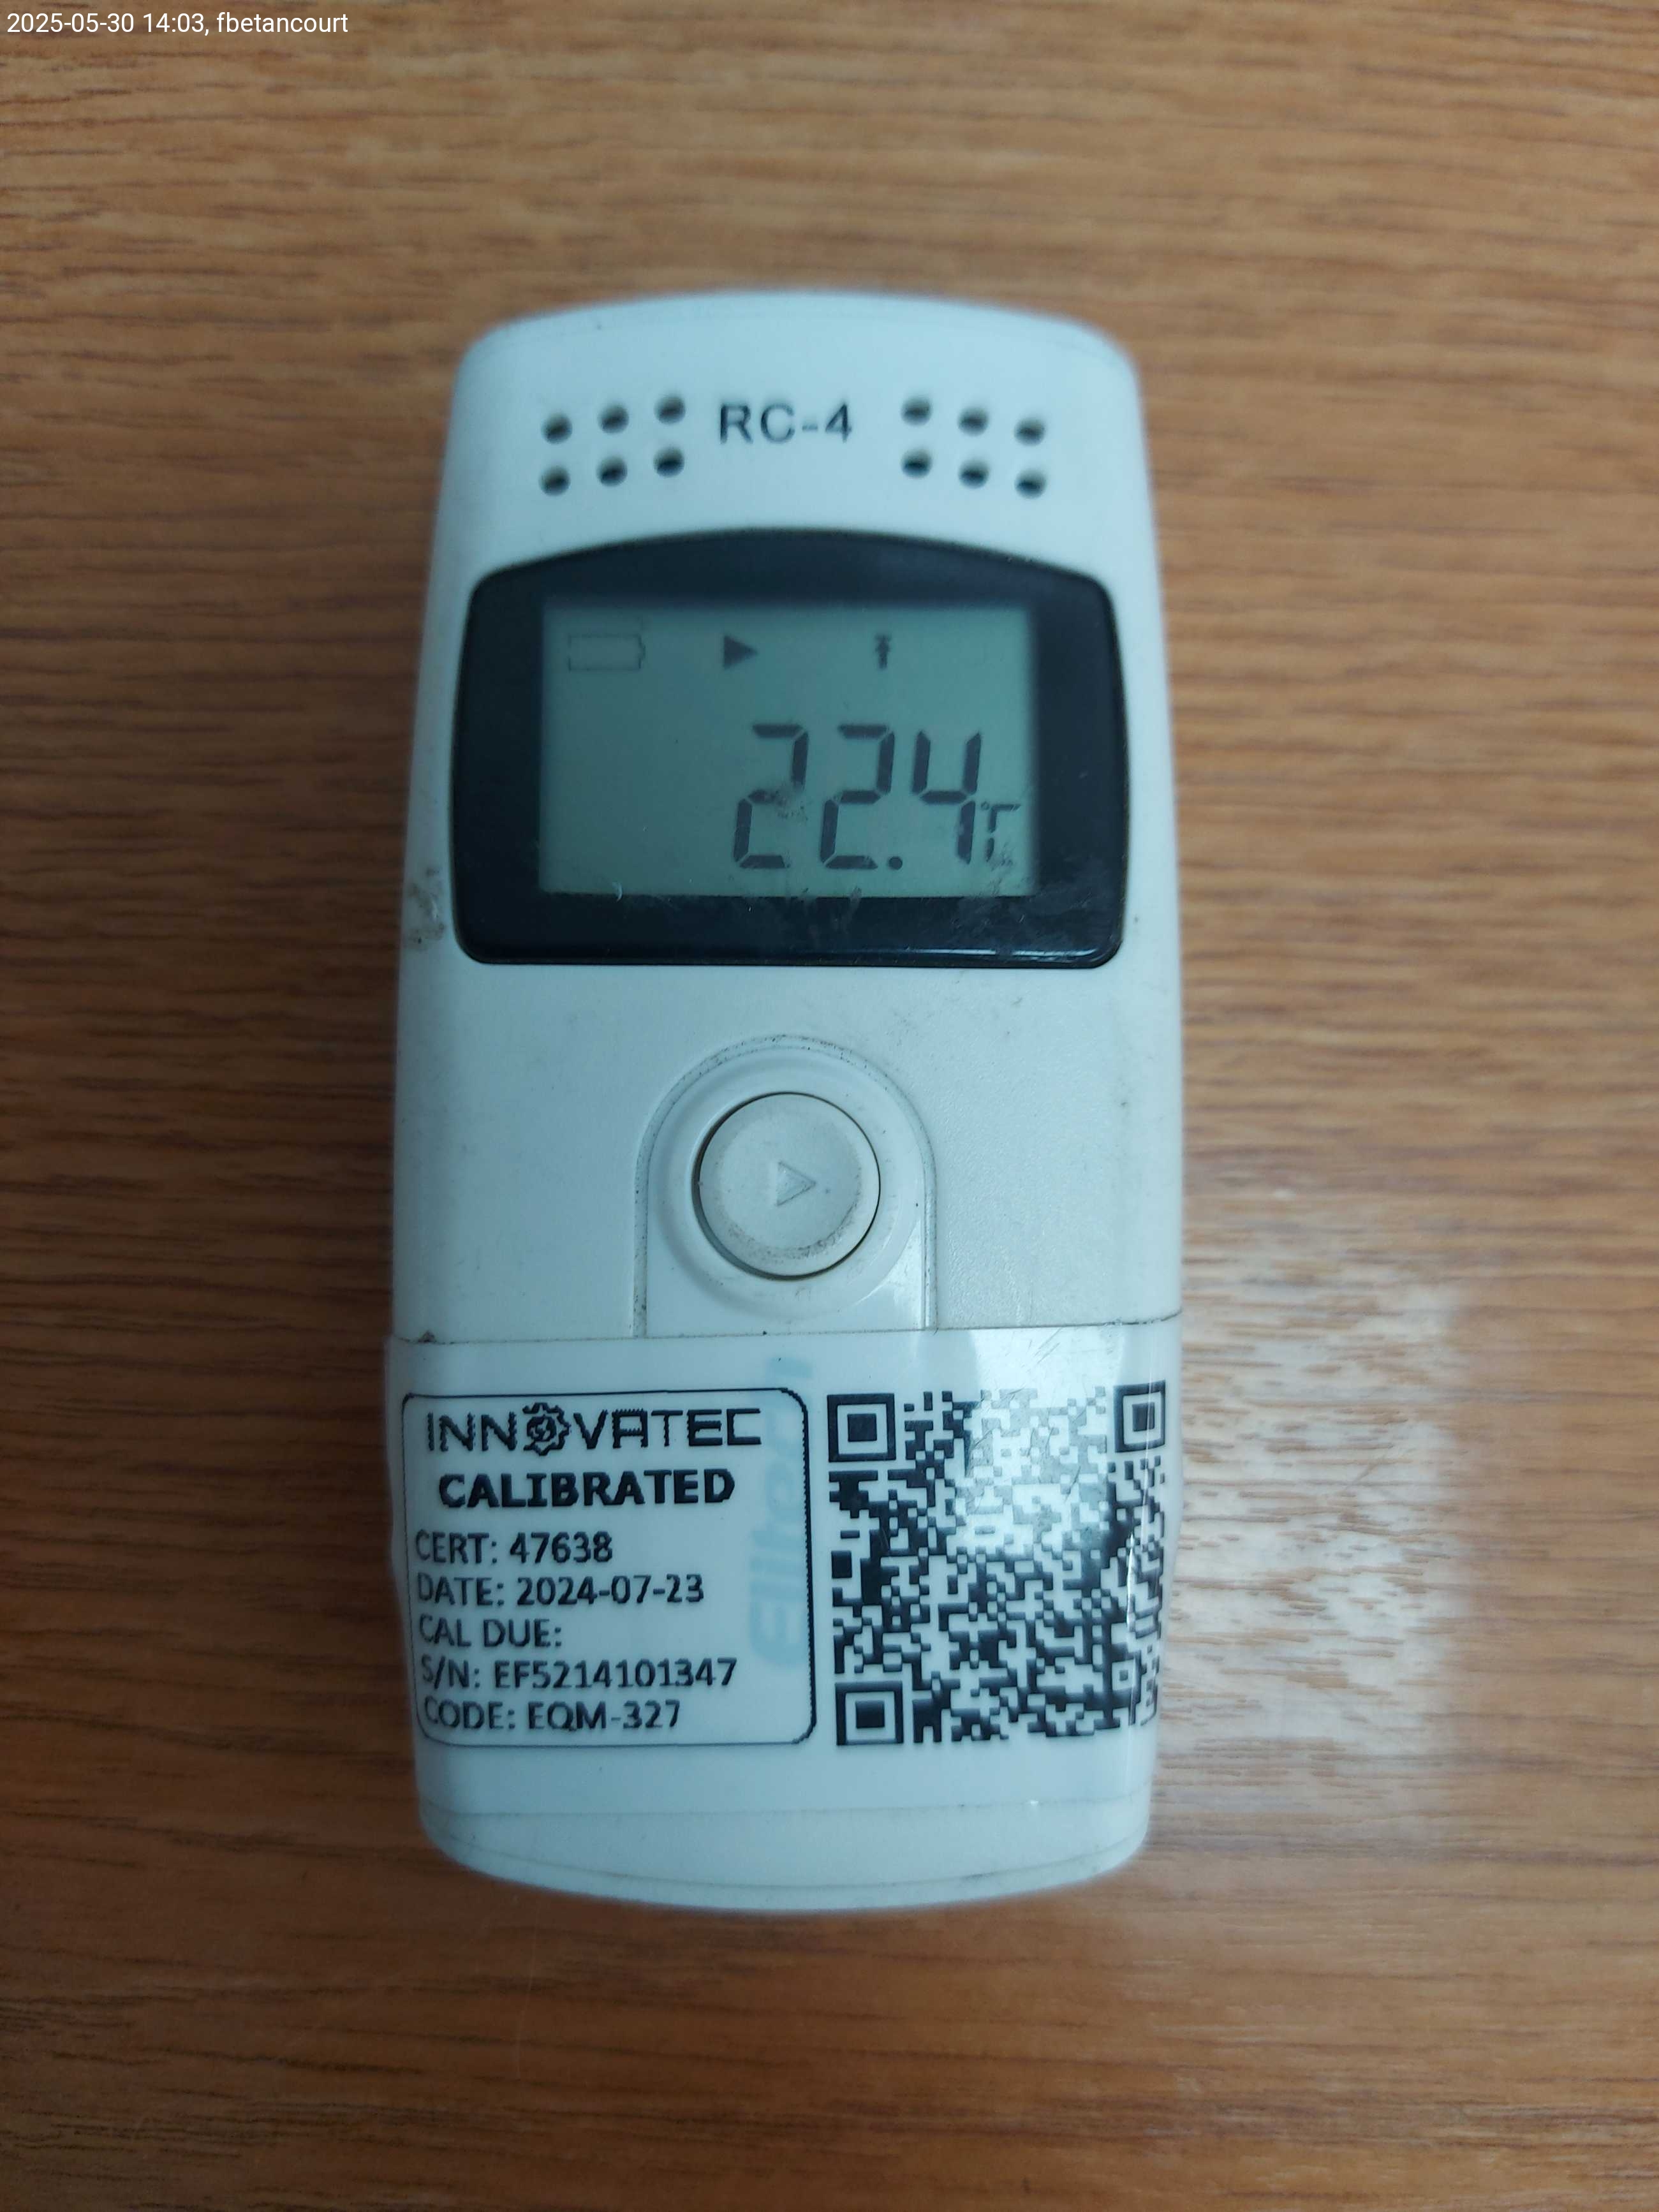 2025-05-30 14:03, fbetancourt
RC-4
22.4℃
INNOVATEC
CALIBRATED
CERT: 47638
DATE: 2024-07-23
CAL DUE:
S/N: EF5214101347
CODE: EQM-327
Elitech